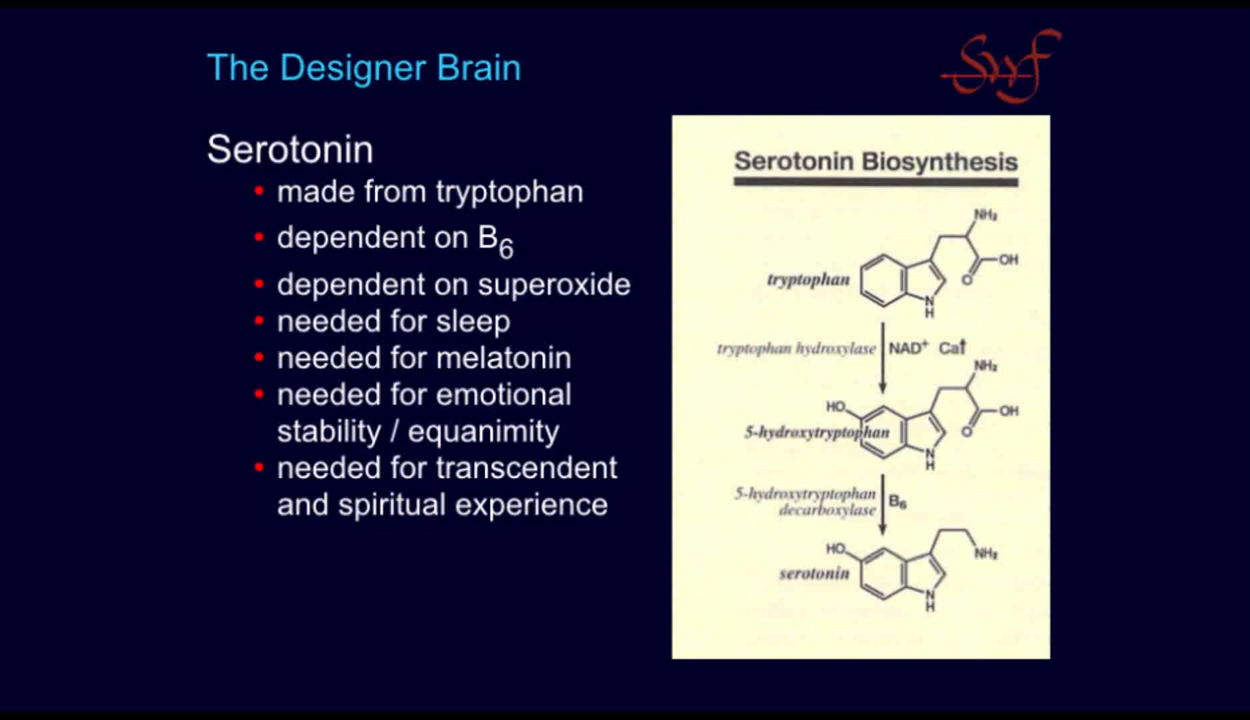 The Designer Brain
Swf
Serotonin
• made from tryptophan
• dependent on B6
• dependent on superoxide
• needed for sleep
• needed for melatonin
• needed for emotional
stability / equanimity
• needed for transcendent
and spiritual experience
Serotonin Biosynthesis
NH₂
OH
O
tryptophan
N
H
tryptophan hydroxylase NAD⁺ Ca↑
NH₂
HO
OH
O
5-hydroxytryptophan
N
H
5-hydroxytryptophan
decarboxylase B₆
HO
NH₂
serotonin
N
H